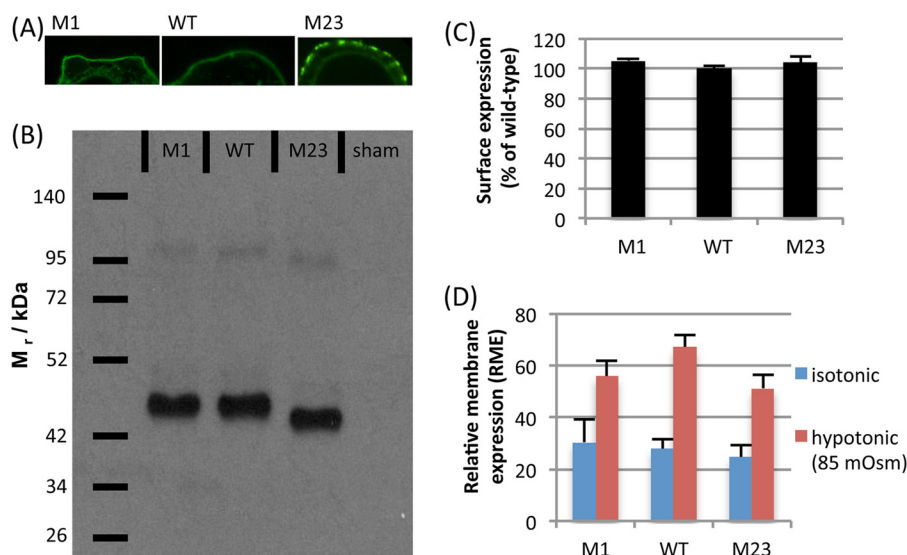 (A)
M1 WT M23
(B)
M1 WT M23 sham
140
95
72
52
42
34
26
M r / kDa
(C)
Surface expression
(% of wild-type)
120
100
80
60
40
20
0
M1 WT M23
(D)
Relative membrane
expression (RME)
80
60
40
20
0
M1 WT M23
isotonic
hypotonic
(85 mOsm)